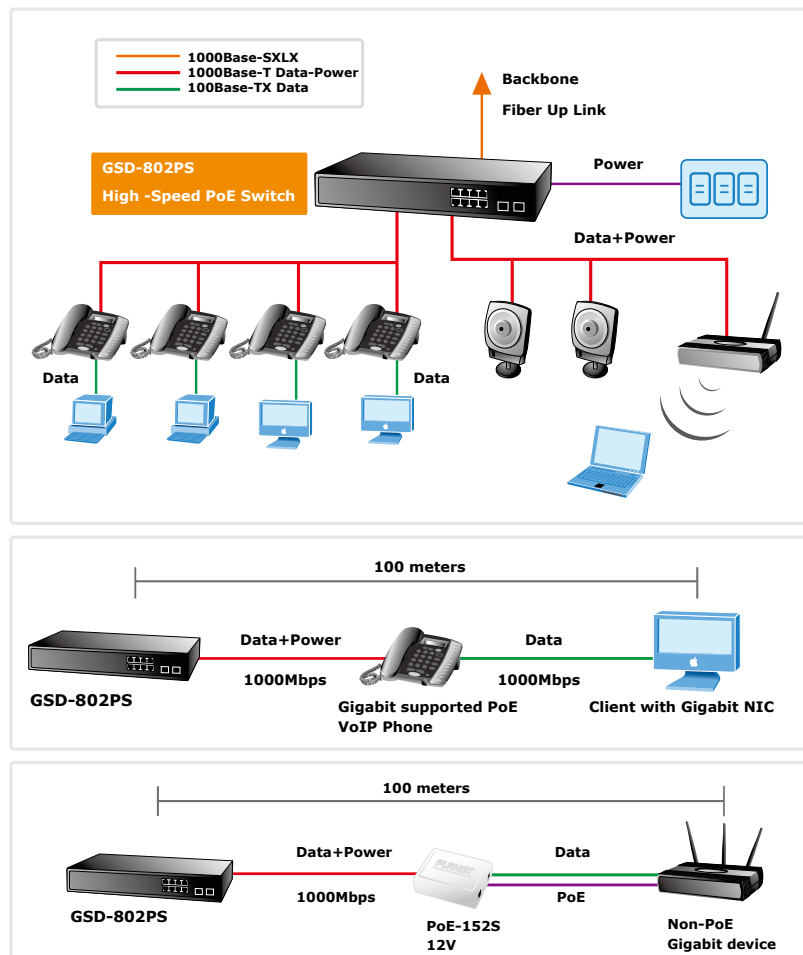 1000Base-SXLX
1000Base-T Data-Power
100Base-TX Data
Backbone
Fiber Up Link
GSD-802PS
High -Speed PoE Switch
Power
Data+Power
Data
Data
100 meters
Data+Power
Data
1000Mbps
1000Mbps
GSD-802PS
Gigabit supported PoE
VoIP Phone
Client with Gigabit NIC
100 meters
Data+Power
Data
PLANET
1000Mbps
PoE
GSD-802PS
PoE-152S
12V
Non-PoE
Gigabit device